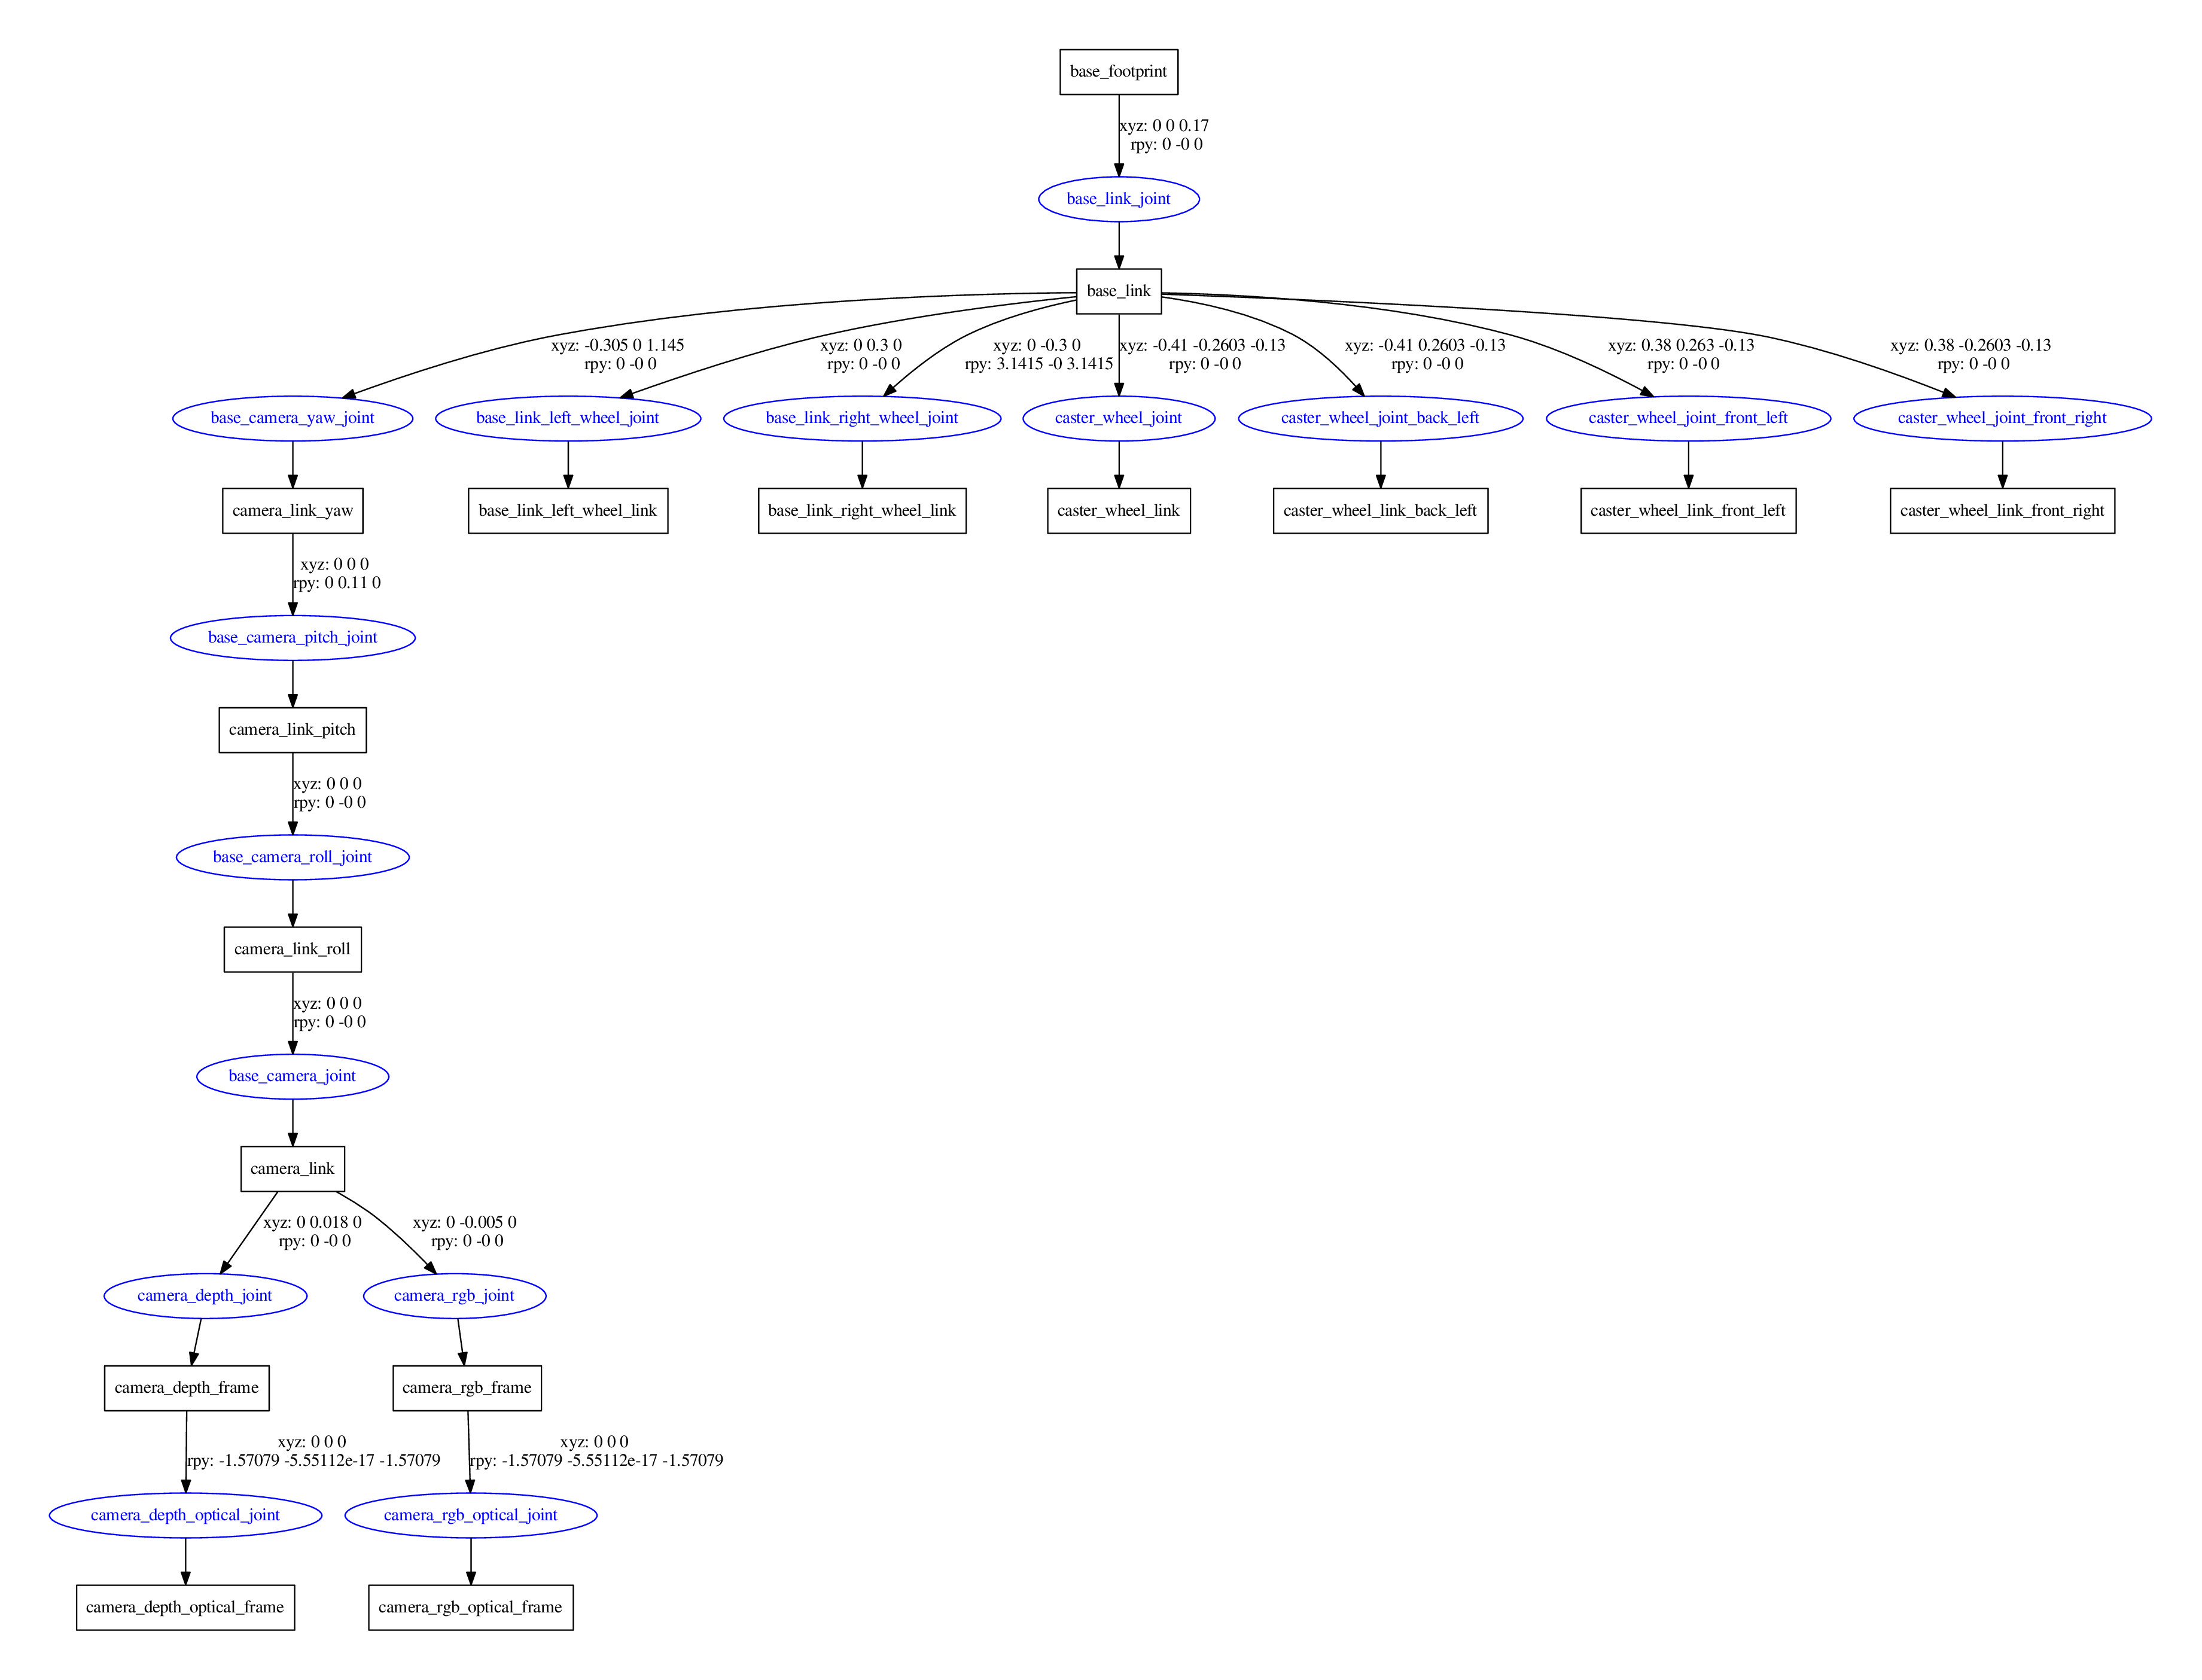 base_footprint
xyz: 0 0 0.17
rpy: 0 -0 0
base_link_joint
base_link
xyz: -0.305 0 1.145
rpy: 0 -0 0
xyz: 0 0.3 0
rpy: 0 -0 0
xyz: 0 -0.3 0
rpy: 3.1415 -0 3.1415
xyz: -0.41 -0.2603 -0.13
rpy: 0 -0 0
xyz: -0.41 0.2603 -0.13
rpy: 0 -0 0
xyz: 0.38 0.263 -0.13
rpy: 0 -0 0
xyz: 0.38 -0.2603 -0.13
rpy: 0 -0 0
base_camera_yaw_joint
base_link_left_wheel_joint
base_link_right_wheel_joint
caster_wheel_joint
caster_wheel_joint_back_left
caster_wheel_joint_front_left
caster_wheel_joint_front_right
camera_link_yaw
base_link_left_wheel_link
base_link_right_wheel_link
caster_wheel_link
caster_wheel_link_back_left
caster_wheel_link_front_left
caster_wheel_link_front_right
xyz: 0 0 0
rpy: 0 0.11 0
base_camera_pitch_joint
camera_link_pitch
xyz: 0 0 0
rpy: 0 -0 0
base_camera_roll_joint
camera_link_roll
xyz: 0 0 0
rpy: 0 -0 0
base_camera_joint
camera_link
xyz: 0 0.018 0
rpy: 0 -0 0
xyz: 0 -0.005 0
rpy: 0 -0 0
camera_depth_joint
camera_rgb_joint
camera_depth_frame
camera_rgb_frame
xyz: 0 0 0
rpy: -1.57079 -5.55112e-17 -1.57079
xyz: 0 0 0
rpy: -1.57079 -5.55112e-17 -1.57079
camera_depth_optical_joint
camera_rgb_optical_joint
camera_depth_optical_frame
camera_rgb_optical_frame